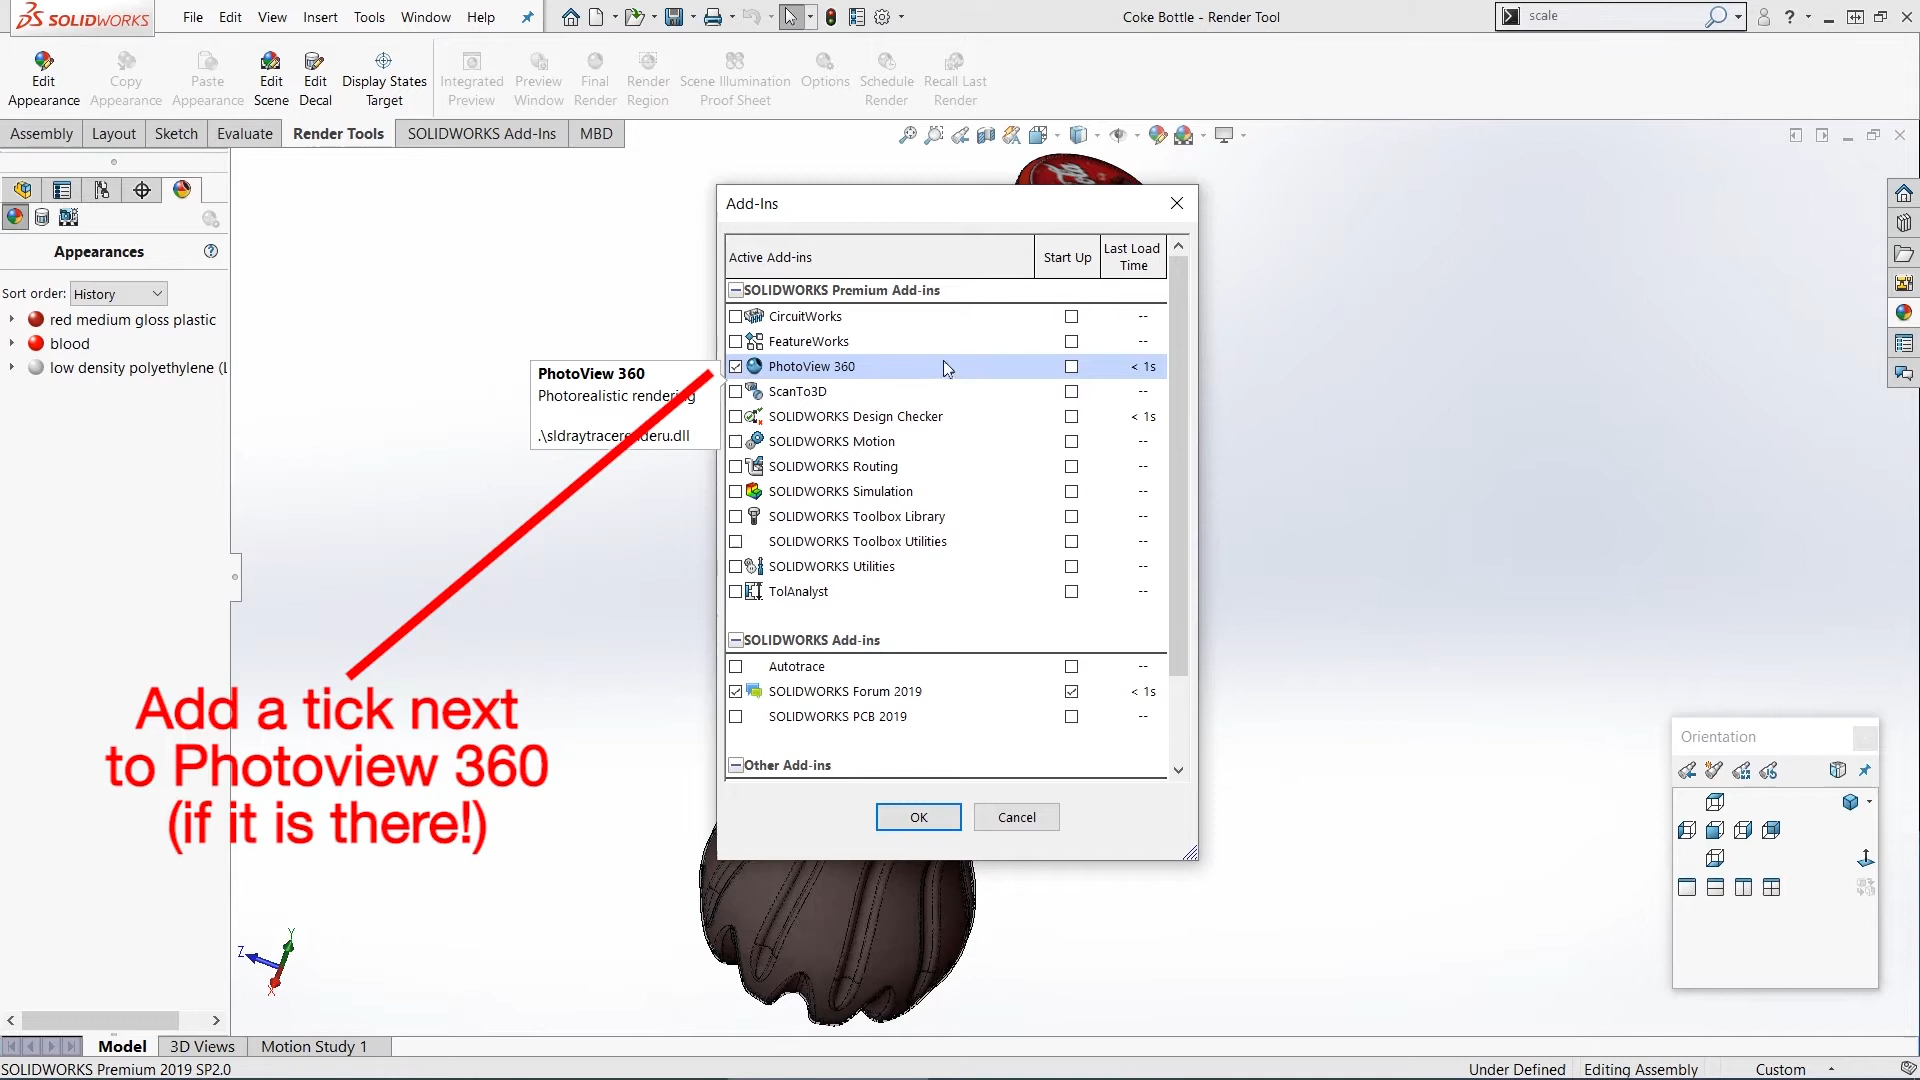 SOLIDWORKS
File Edit View Insert Tools Window Help
Coke Bottle - Render Tool
scale
Edit Appearance
Copy Appearance
Paste Appearance
Edit Scene
Edit Decal
Display States Target
Integrated Preview
Preview Window
Final Render
Render Region
Scene Illumination Proof Sheet
Options
Schedule Render
Recall Last Render
Assembly Layout Sketch Evaluate Render Tools SOLIDWORKS Add-Ins MBD
Appearances
Sort order: History
red medium gloss plastic
blood
low density polyethylene (l
PhotoView 360
Photorealistic rendering
.\sldraytracerenderu.dll
Add a tick next
to Photoview 360
(if it is there!)
Add-Ins
Active Add-ins Start Up Last Load Time
SOLIDWORKS Premium Add-ins
CircuitWorks --
FeatureWorks --
PhotoView 360 < 1s
ScanTo3D --
SOLIDWORKS Design Checker < 1s
SOLIDWORKS Motion --
SOLIDWORKS Routing --
SOLIDWORKS Simulation --
SOLIDWORKS Toolbox Library --
SOLIDWORKS Toolbox Utilities --
SOLIDWORKS Utilities --
TolAnalyst --
SOLIDWORKS Add-ins
Autotrace --
SOLIDWORKS Forum 2019 < 1s
SOLIDWORKS PCB 2019 --
Other Add-ins
OK Cancel
Orientation
Y
Z
X
Model 3D Views Motion Study 1
SOLIDWORKS Premium 2019 SP2.0
Under Defined Editing Assembly Custom